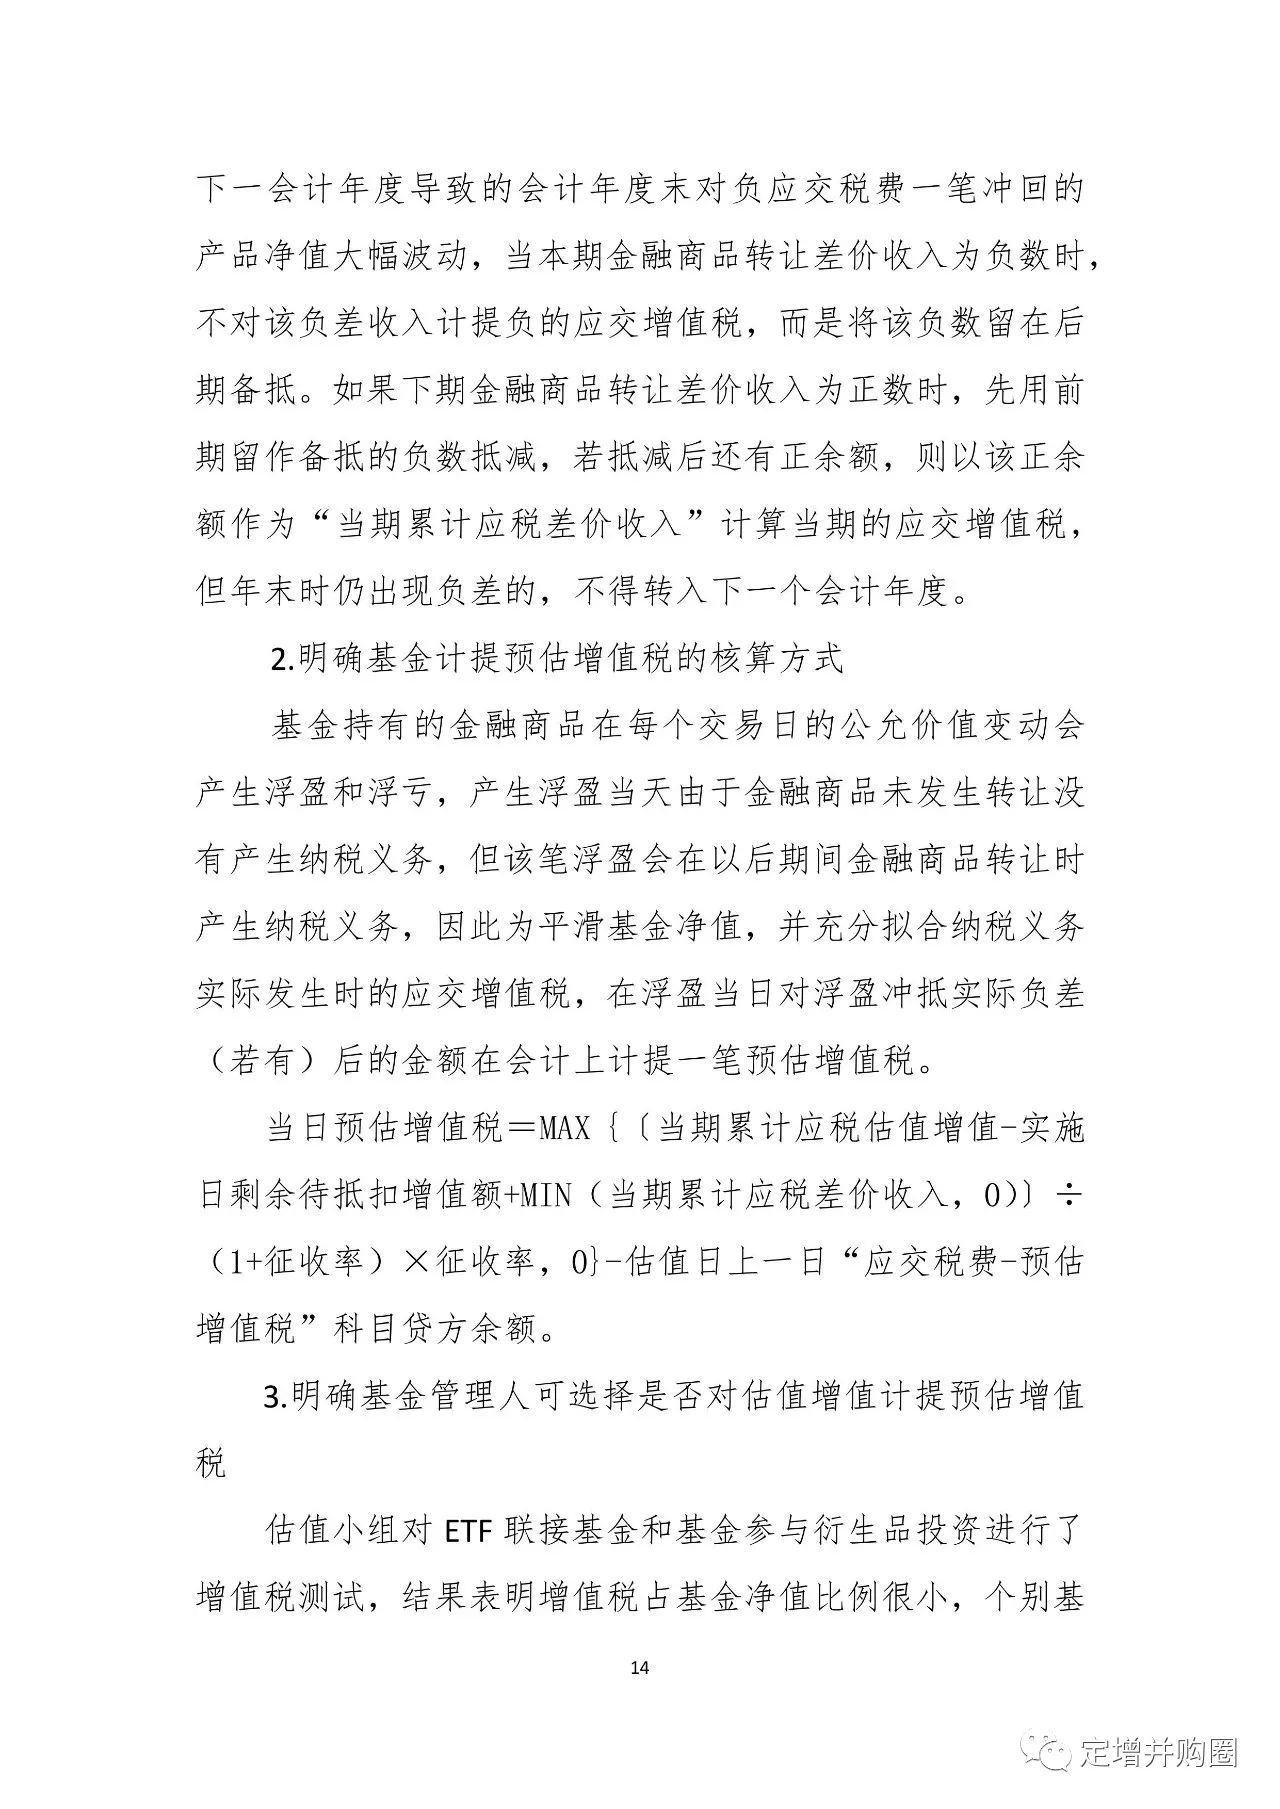 下一会计年度导致的会计年度末对负应交税费一笔冲回的
产品净值大幅波动，当本期金融商品转让差价收入为负数时，
不对该负差收入计提负的应交增值税，而是将该负数留在后
期备抵。如果下期金融商品转让差价收入为正数时，先用前
期留作备抵的负数抵减，若抵减后还有正余额，则以该正余
额作为“当期累计应税差价收入”计算当期的应交增值税，
但年末时仍出现负差的，不得转入下一个会计年度。
2.明确基金计提预估增值税的核算方式
基金持有的金融商品在每个交易日的公允价值变动会
产生浮盈和浮亏，产生浮盈当天由于金融商品未发生转让没
有产生纳税义务，但该笔浮盈会在以后期间金融商品转让时
产生纳税义务，因此为平滑基金净值，并充分拟合纳税义务
实际发生时的应交增值税，在浮盈当日对浮盈冲抵实际负差
（若有）后的金额在会计上计提一笔预估增值税。
当日预估增值税＝MAX｛〔当期累计应税估值增值-实施
日剩余待抵扣增值额+MIN（当期累计应税差价收入，0）〕÷
（1+征收率）×征收率，0}-估值日上一日“应交税费-预估
增值税”科目贷方余额。
3.明确基金管理人可选择是否对估值增值计提预估增值
税
估值小组对 ETF 联接基金和基金参与衍生品投资进行了
增值税测试，结果表明增值税占基金净值比例很小，个别基
14
定增并购圈